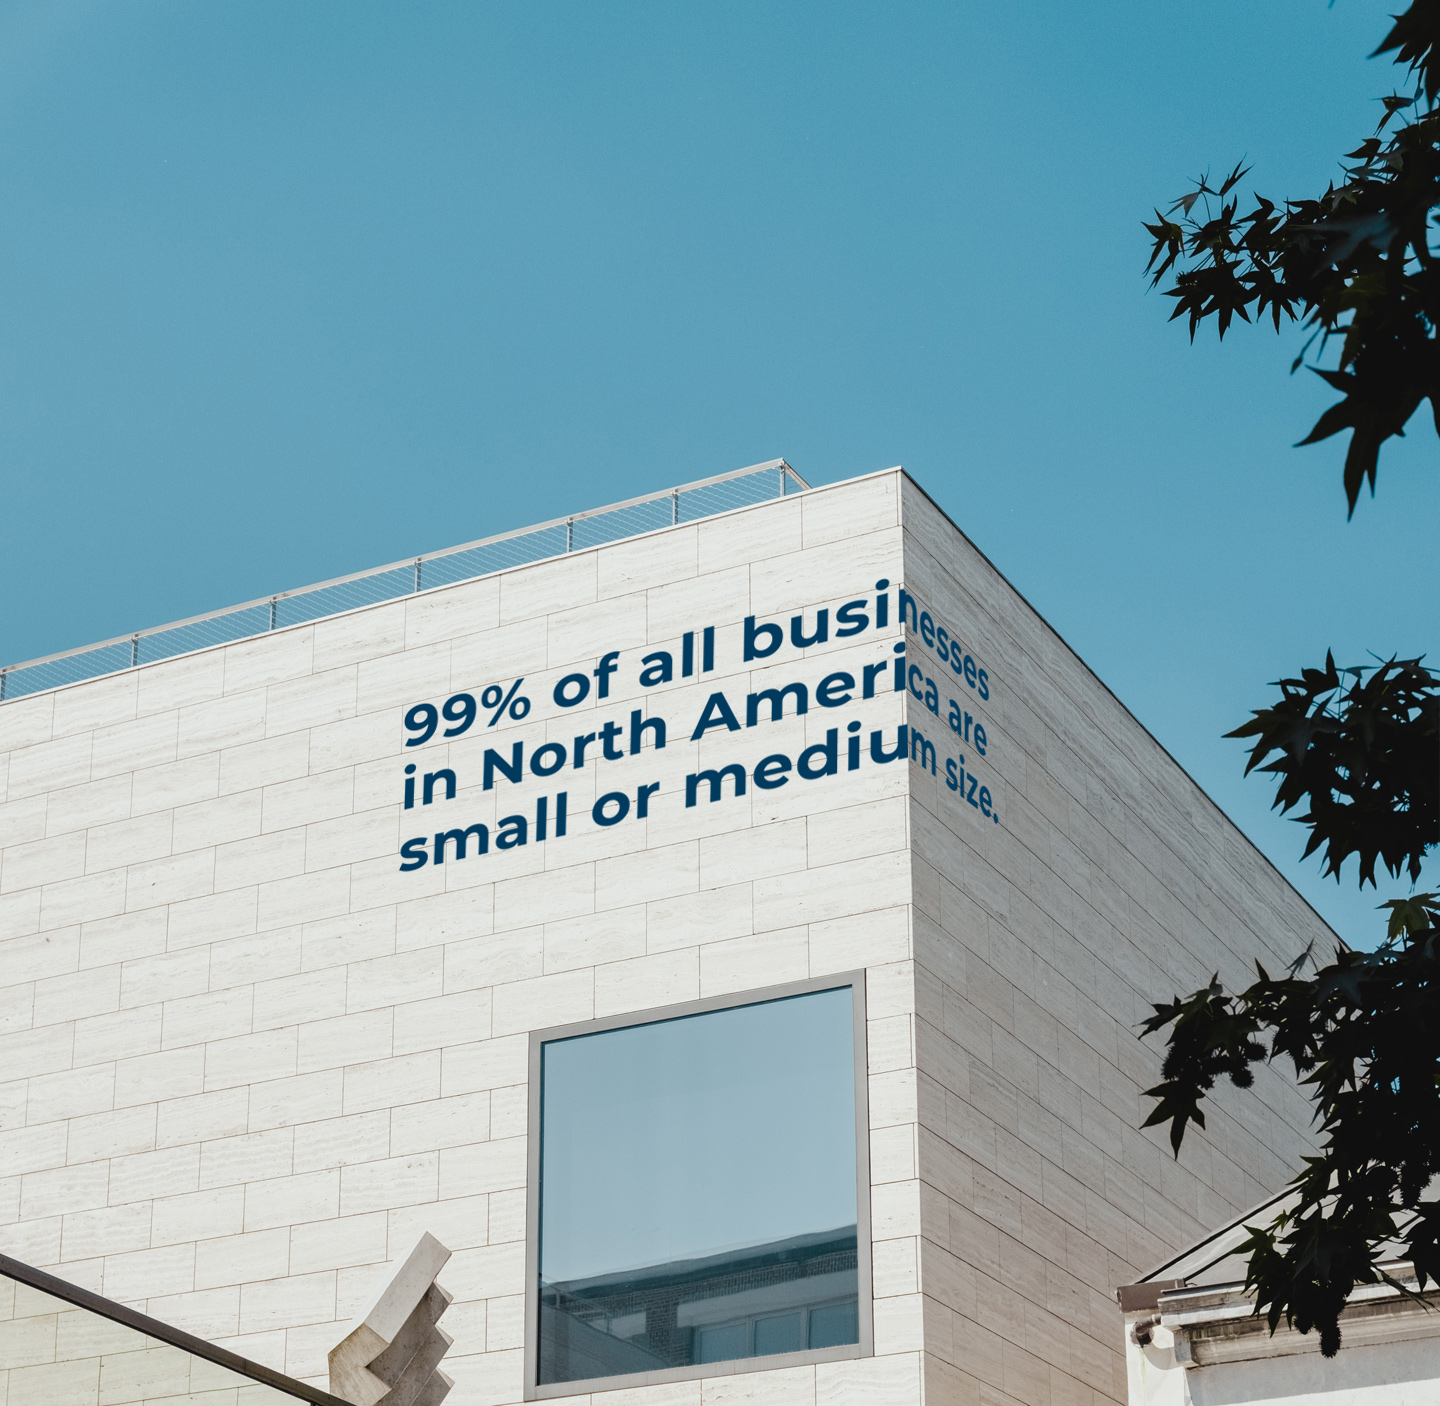 99% of all businesses
in North America are
small or medium size.